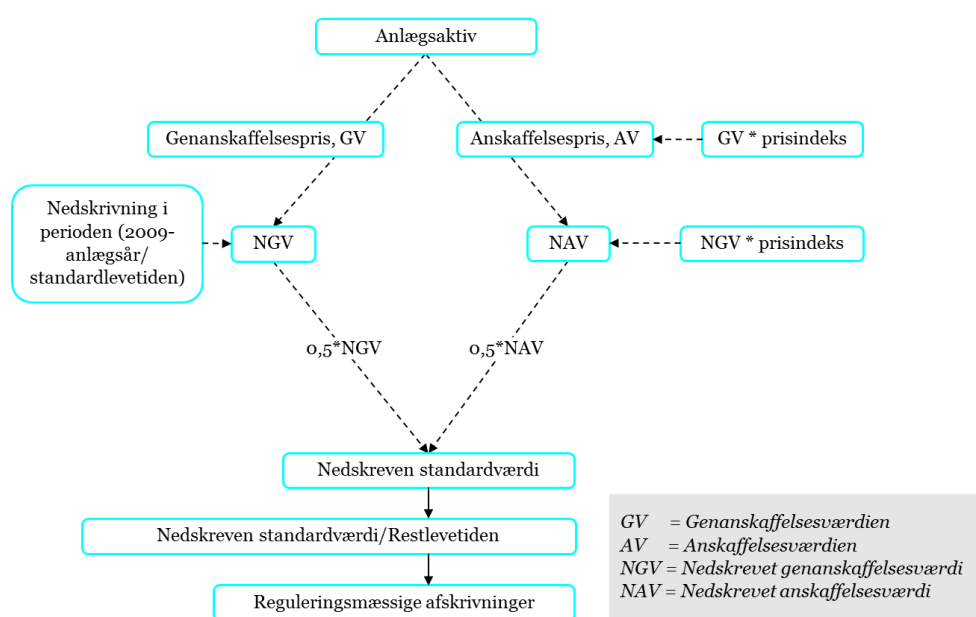 Anlægsaktiv
Genanskaffelsespris, GV
Anskaffelsespris, AV
GV * prisindeks
Nedskrivning i
perioden (2009-
anlægsår/
standardlevetiden)
NGV
NAV
NGV * prisindeks
0,5*NGV
0,5*NAV
Nedskreven standardværdi
Nedskreven standardværdi/Restlevetiden
Reguleringsmæssige afskrivninger
GV = Genanskaffelsesværdien
AV = Anskaffelsesværdien
NGV = Nedskrevet genanskaffelsesværdi
NAV = Nedskrevet anskaffelsesværdi